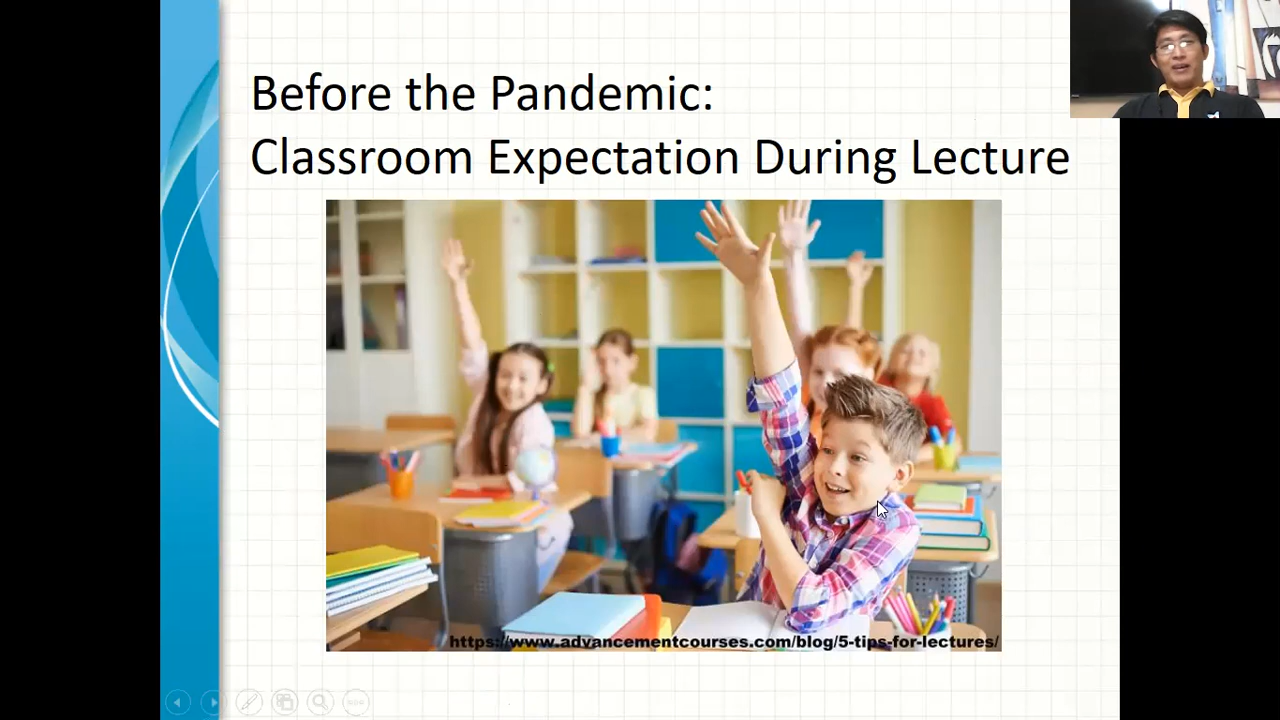 Before the Pandemic:
Classroom Expectation During Lecture
https://www.advancementcourses.com/blog/5-tips-for-lectures/